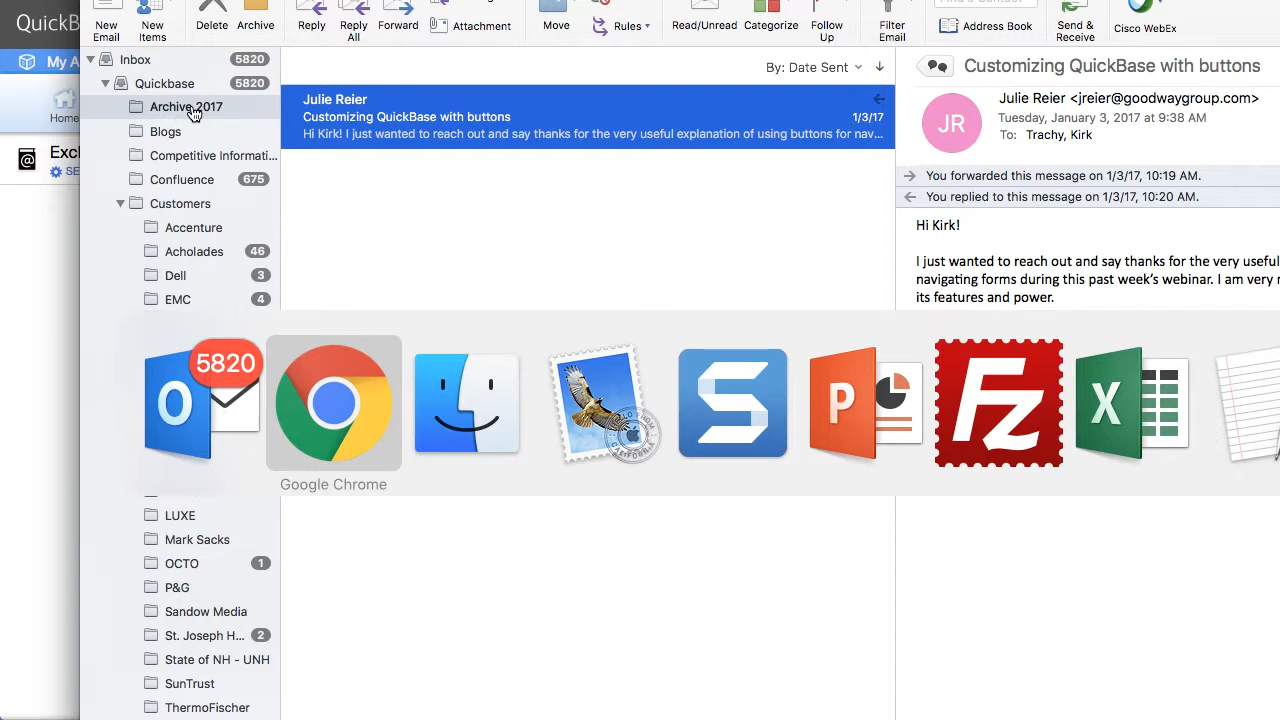 QuickB
My A
Home
Excl
SE
New
Email
New
Items
Delete
Archive
Reply
Reply
All
Forward
Attachment
Move
Rules
Read/Unread
Categorize
Follow
Up
Filter
Email
Address Book
Send &
Receive
Cisco WebEx
Inbox 5820
Quickbase 5820
Archive 2017
Blogs
Competitive Informati...
Confluence 675
Customers
Accenture
Acholades 46
Dell 3
EMC 4
LUXE
Mark Sacks
OCTO 1
P&G
Sandow Media
St. Joseph H... 2
State of NH - UNH
SunTrust
ThermoFischer
By: Date Sent
Julie Reier
Customizing QuickBase with buttons 1/3/17
Hi Kirk! I just wanted to reach out and say thanks for the very useful explanation of using buttons for nav...
Customizing QuickBase with buttons
JR
Julie Reier <jreier@goodwaygroup.com>
Tuesday, January 3, 2017 at 9:38 AM
To: Trachy, Kirk
You forwarded this message on 1/3/17, 10:19 AM.
You replied to this message on 1/3/17, 10:20 AM.
Hi Kirk!
I just wanted to reach out and say thanks for the very useful
navigating forms during this past week's webinar. I am very
its features and power.
5820
O
S
P
Fz
X
Google Chrome